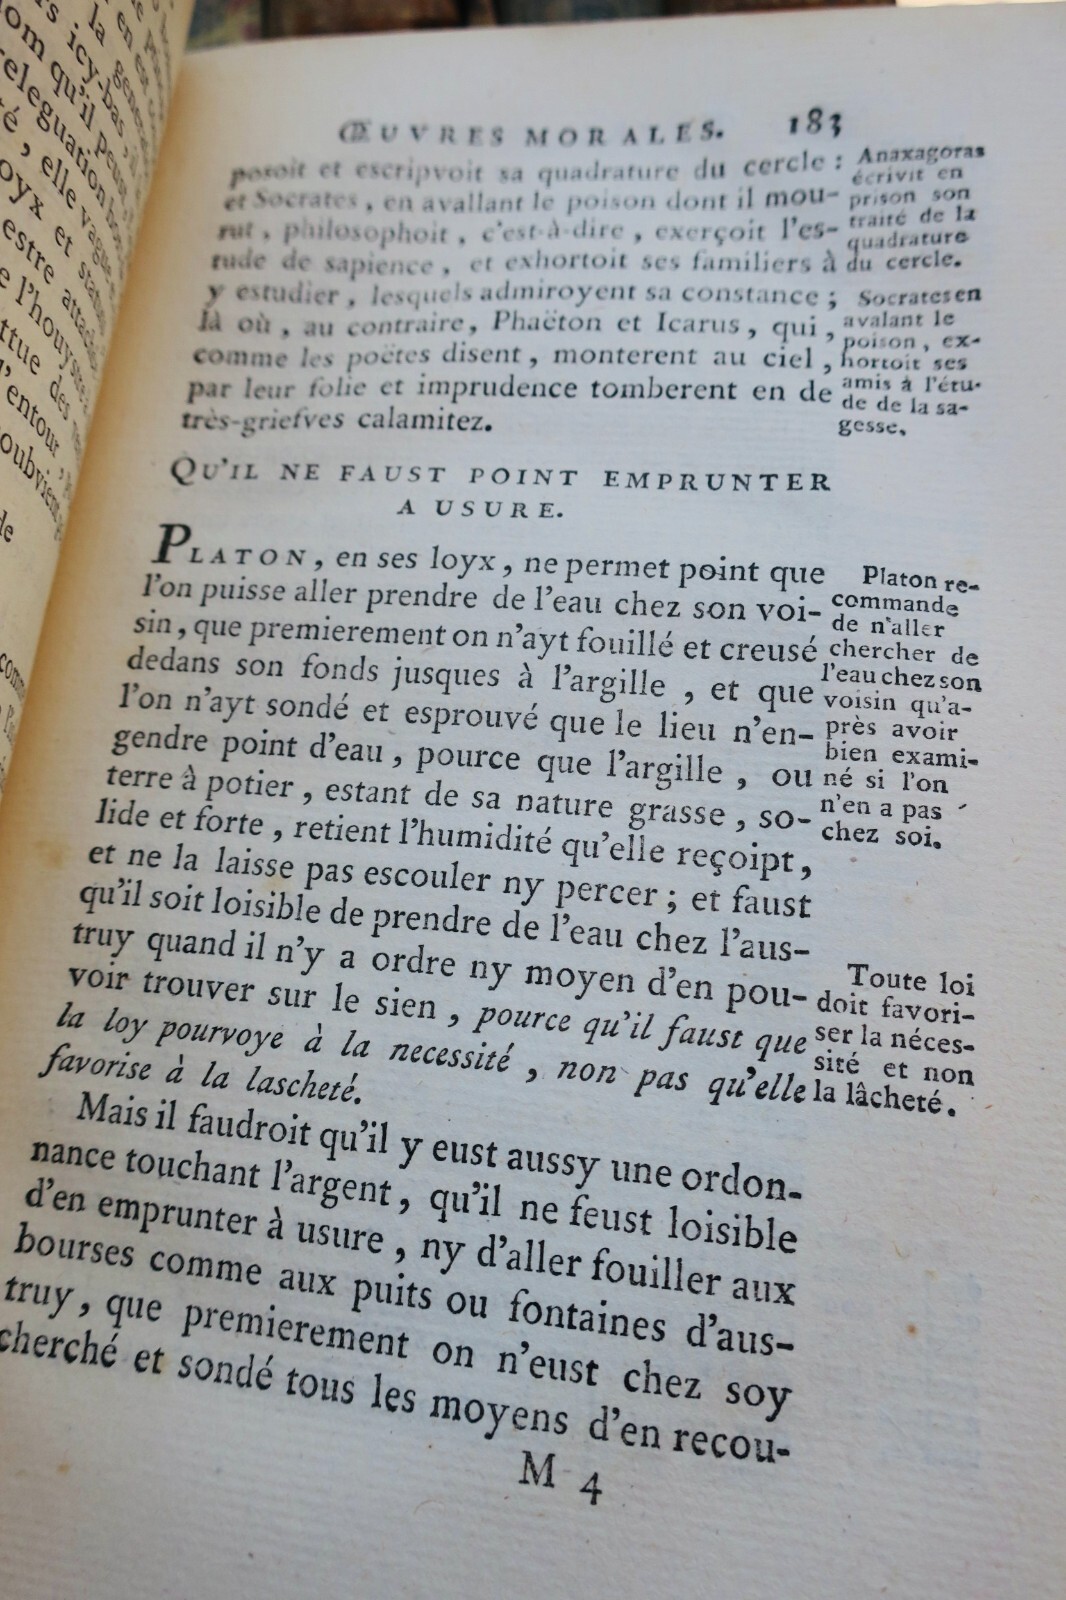 ŒUVRES MORALES. 183
posoit et escripvoit sa quadrature du cercle :
et Socrates, en avallant le poison dont il mou-
rut, philosophoit, c'est-à-dire, exerçoit l'es-
tude de sapience, et exhortoit ses familiers à
y estudier, lesquels admiroyent sa constance ;
là où, au contraire, Phaëton et Icarus, qui,
comme les poëtes disent, monterent au ciel,
par leur folie et imprudence tomberent en de
très-griefves calamitez.
Anaxagoras
écrivit en
prison son
traité de la
quadrature
du cercle.
Socrates en
avalant le
poison, ex-
hortoit ses
amis à l'étu-
de de la sa-
gesse.
QU'IL NE FAUST POINT EMPRUNTER
A USURE.
PLATON, en ses loyx, ne permet point que
l'on puisse aller prendre de l'eau chez son voi-
sin, que premierement on n'ayt fouillé et creusé
dedans son fonds jusques à l'argille, et que
l'on n'ayt sondé et esprouvé que le lieu n'en-
gendre point d'eau, pource que l'argille, ou
terre à potier, estant de sa nature grasse, so-
lide et forte, retient l'humidité qu'elle reçoipt,
et ne la laisse pas escouler ny percer ; et faust
qu'il soit loisible de prendre de l'eau chez l'aus-
truy quand il n'y a ordre ny moyen d'en pou-
voir trouver sur le sien, pource qu'il faust que
la loy pourvoye à la necessité, non pas qu'elle
favorise à la lascheté.
Platon re-
commande
de n'aller
chercher de
l'eau chez son
voisin qu'a-
près avoir
bien exami-
né si l'on
n'en a pas
chez soi.
Toute loi
doit favori-
ser la néces-
sité et non
la lâcheté.
Mais il faudroit qu'il y eust aussy une ordon-
nance touchant l'argent, qu'il ne feust loisible
d'en emprunter à usure, ny d'aller fouiller aux
bourses comme aux puits ou fontaines d'aus-
truy, que premierement on n'eust chez soy
cherché et sondé tous les moyens d'en recou-
M 4